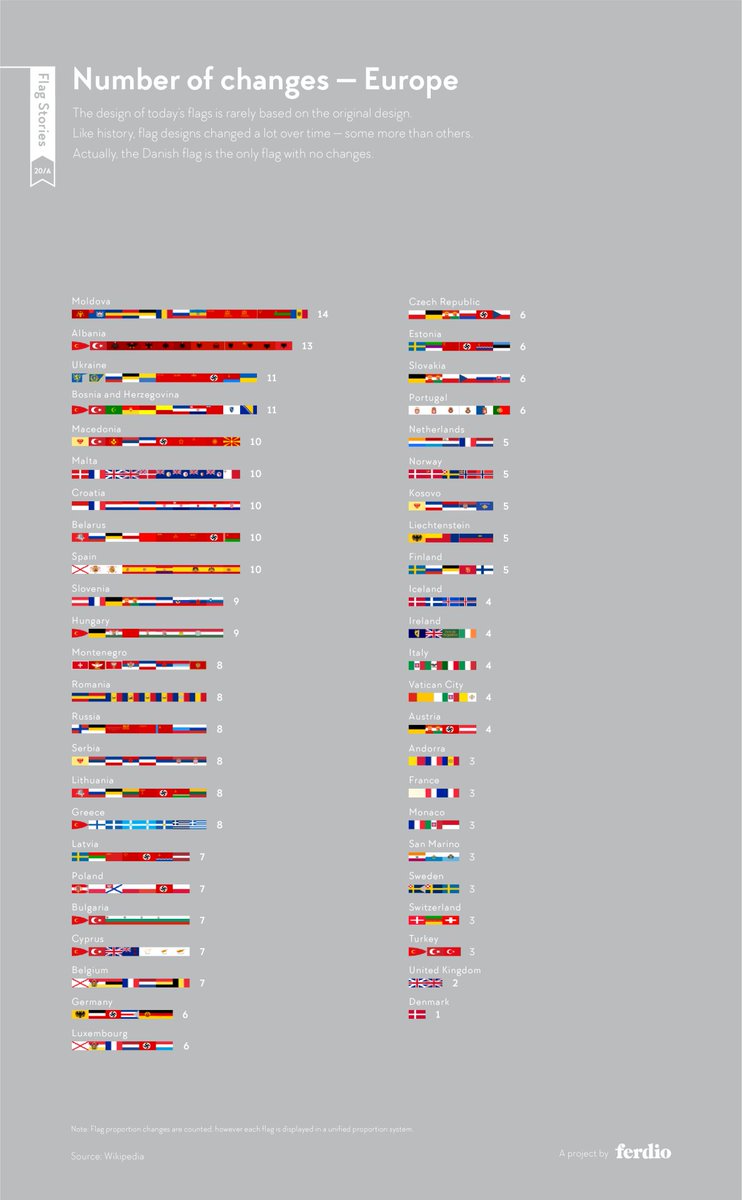 Flag Stories
20/A
Number of changes — Europe
The design of today's flags is rarely based on the original design.
Like history, flag designs changed a lot over time — some more than others.
Actually, the Danish flag is the only flag with no changes.
Moldova
14
Albania
13
Ukraine
11
Bosnia and Herzegovina
11
Macedonia
10
Malta
10
Croatia
10
Belarus
10
Spain
10
Slovenia
9
Hungary
9
Montenegro
8
Romania
8
Russia
8
Serbia
8
Lithuania
8
Greece
8
Latvia
7
Poland
7
Bulgaria
7
Cyprus
7
Belgium
7
Germany
6
Luxembourg
6
Czech Republic
6
Estonia
6
Slovakia
6
Portugal
6
Netherlands
5
Norway
5
Kosovo
5
Liechtenstein
5
Finland
5
Iceland
4
Ireland
4
Italy
4
Vatican City
4
Austria
4
Andorra
3
France
3
Monaco
3
San Marino
3
Sweden
3
Switzerland
3
Turkey
3
United Kingdom
2
Denmark
1
Note: Flag proportion changes are counted, however each flag is displayed in a unified proportion system.
Source: Wikipedia
A project by ferdio